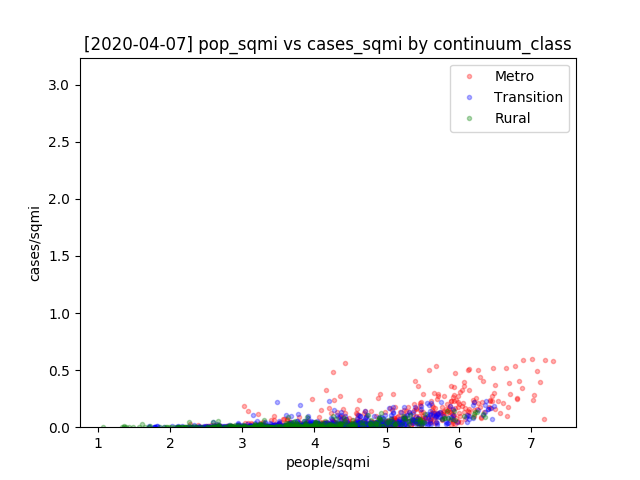 [2020-04-07] pop_sqmi vs cases_sqmi by continuum_class
Metro
Transition
Rural
3.0
2.5
2.0
1.5
1.0
0.5
0.0
cases/sqmi
1 2 3 4 5 6 7
people/sqmi